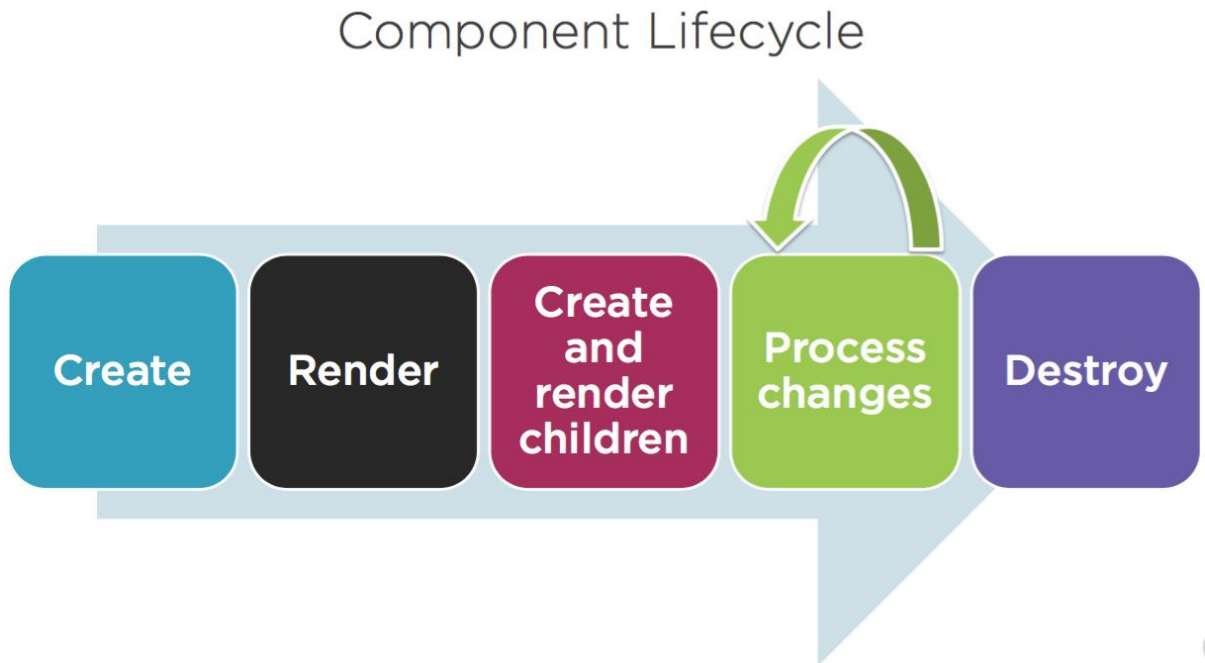 Component Lifecycle
Create
Render
Create
and
render
children
Process
changes
Destroy